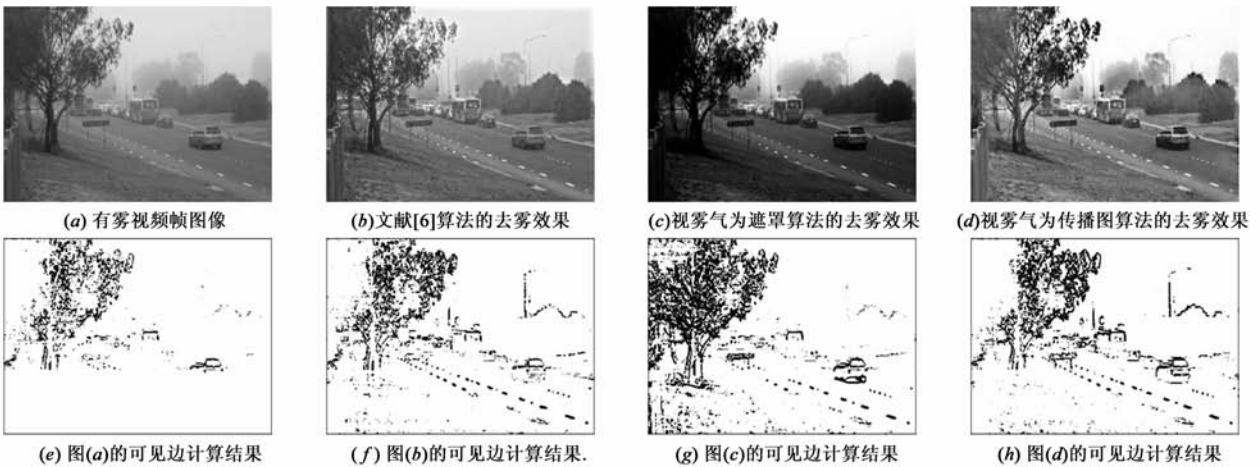 (a) 有雾视频帧图像
(b)文献[6]算法的去雾效果
(c)视雾气为遮罩算法的去雾效果
(d)视雾气为传播图算法的去雾效果
(e) 图(a)的可见边计算结果
(f) 图(b)的可见边计算结果.
(g) 图(c)的可见边计算结果
(h) 图(d)的可见边计算结果